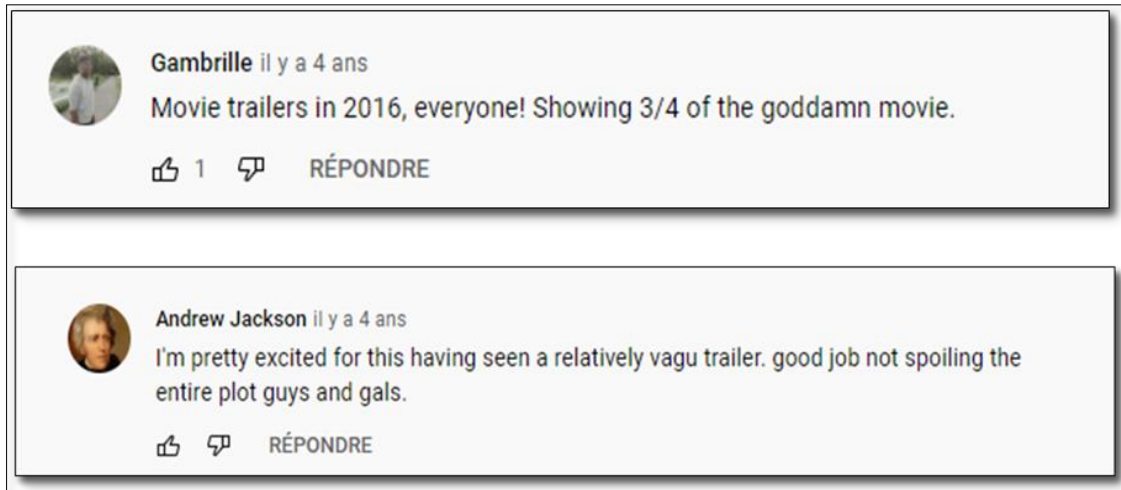 Gambrille il y a 4 ans
Movie trailers in 2016, everyone! Showing 3/4 of the goddamn movie.
1 RÉPONDRE
Andrew Jackson il y a 4 ans
I'm pretty excited for this having seen a relatively vagu trailer. good job not spoiling the
entire plot guys and gals.
RÉPONDRE